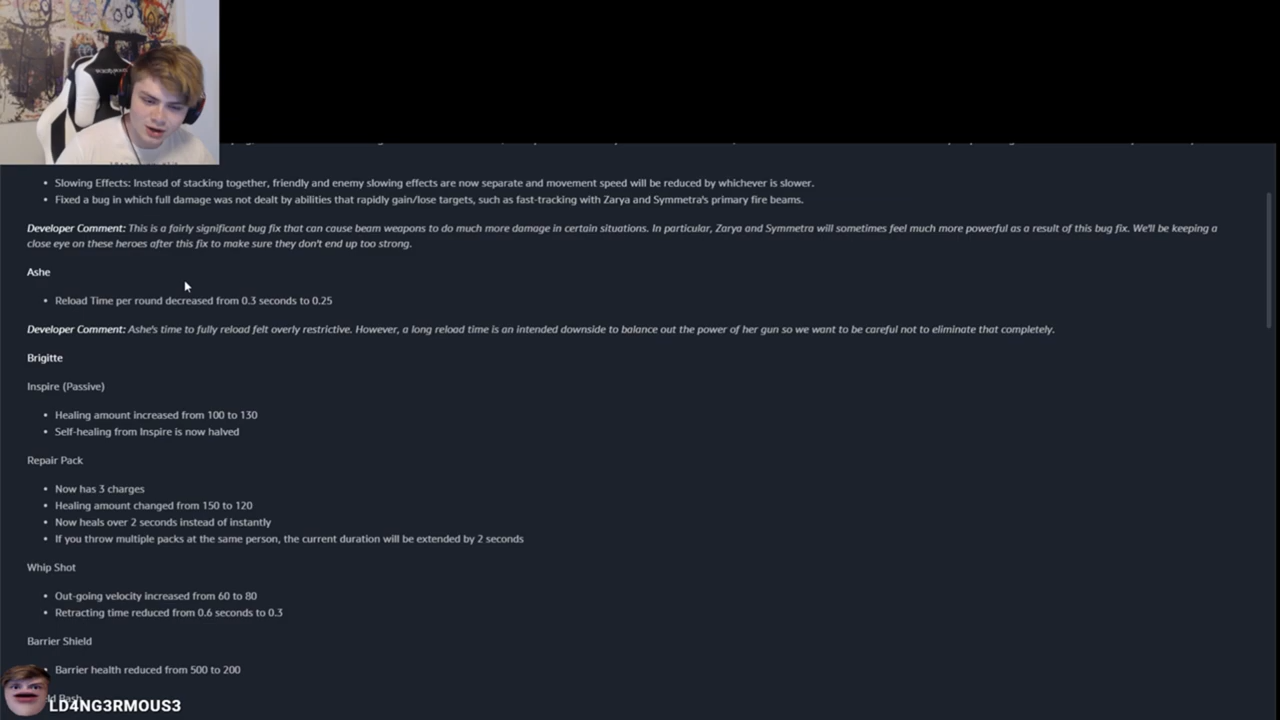 Slowing Effects: Instead of stacking together, friendly and enemy slowing effects are now separate and movement speed will be reduced by whichever is slower.
Fixed a bug in which full damage was not dealt by abilities that rapidly gain/lose targets, such as fast-tracking with Zarya and Symmetra's primary fire beams.
Developer Comment: This is a fairly significant bug fix that can cause beam weapons to do much more damage in certain situations. In particular, Zarya and Symmetra will sometimes feel much more powerful as a result of this bug fix. We'll be keeping a
close eye on these heroes after this fix to make sure they don't end up too strong.
Ashe
Reload Time per round decreased from 0.3 seconds to 0.25
Developer Comment: Ashe's time to fully reload felt overly restrictive. However, a long reload time is an intended downside to balance out the power of her gun so we want to be careful not to eliminate that completely.
Brigitte
Inspire (Passive)
Healing amount increased from 100 to 130
Self-healing from Inspire is now halved
Repair Pack
Now has 3 charges
Healing amount changed from 150 to 120
Now heals over 2 seconds instead of instantly
If you throw multiple packs at the same person, the current duration will be extended by 2 seconds
Whip Shot
Out-going velocity increased from 60 to 80
Retracting time reduced from 0.6 seconds to 0.3
Barrier Shield
Barrier health reduced from 500 to 200
LD4NG3RMOUS3